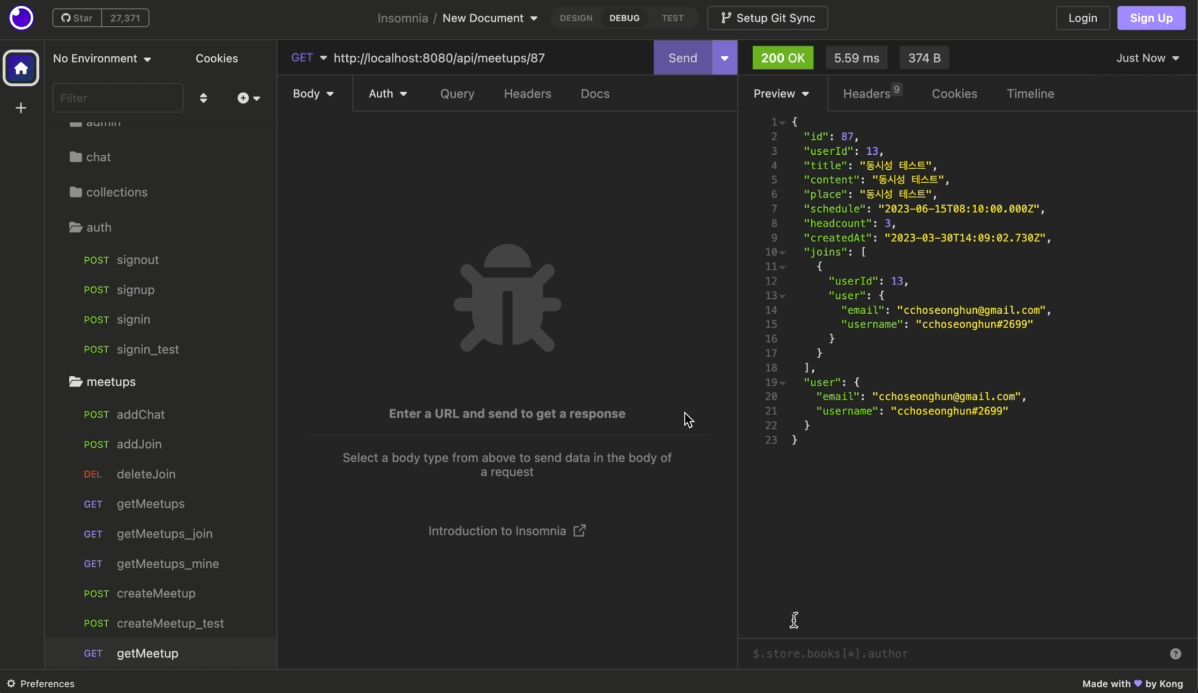 Star 27,371
Insomnia / New Document
DESIGN DEBUG TEST
Setup Git Sync
Login
Sign Up
No Environment
Cookies
GET http://localhost:8080/api/meetups/87
Send
200 OK
5.59 ms
374 B
Just Now
Filter
Body
Auth
Query
Headers
Docs
Preview
Headers 9
Cookies
Timeline
admin
chat
collections
auth
POST signout
POST signup
POST signin
POST signin_test
meetups
POST addChat
POST addJoin
DEL deleteJoin
GET getMeetups
GET getMeetups_join
GET getMeetups_mine
POST createMeetup
POST createMeetup_test
GET getMeetup
Enter a URL and send to get a response
Select a body type from above to send data in the body of
a request
Introduction to Insomnia
1 {
2 "id": 87,
3 "userId": 13,
4 "title": "동시성 테스트",
5 "content": "동시성 테스트",
6 "place": "동시성 테스트",
7 "schedule": "2023-06-15T08:10:00.000Z",
8 "headcount": 3,
9 "createdAt": "2023-03-30T14:09:02.730Z",
10 "joins": [
11 {
12 "userId": 13,
13 "user": {
14 "email": "cchoseonghun@gmail.com",
15 "username": "cchoseonghun#2699"
16 }
17 }
18 ],
19 "user": {
20 "email": "cchoseonghun@gmail.com",
21 "username": "cchoseonghun#2699"
22 }
23 }
$.store.books[*].author
?
Preferences
Made with 💜 by Kong